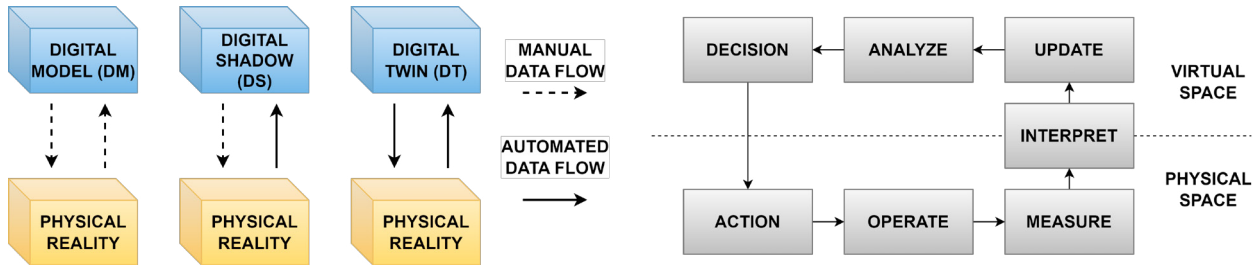 DIGITAL
MODEL (DM)
DIGITAL
SHADOW
(DS)
DIGITAL
TWIN (DT)
MANUAL
DATA FLOW
AUTOMATED
DATA FLOW
PHYSICAL
REALITY
PHYSICAL
REALITY
PHYSICAL
REALITY
DECISION
ANALYZE
UPDATE
VIRTUAL
SPACE
INTERPRET
PHYSICAL
SPACE
ACTION
OPERATE
MEASURE